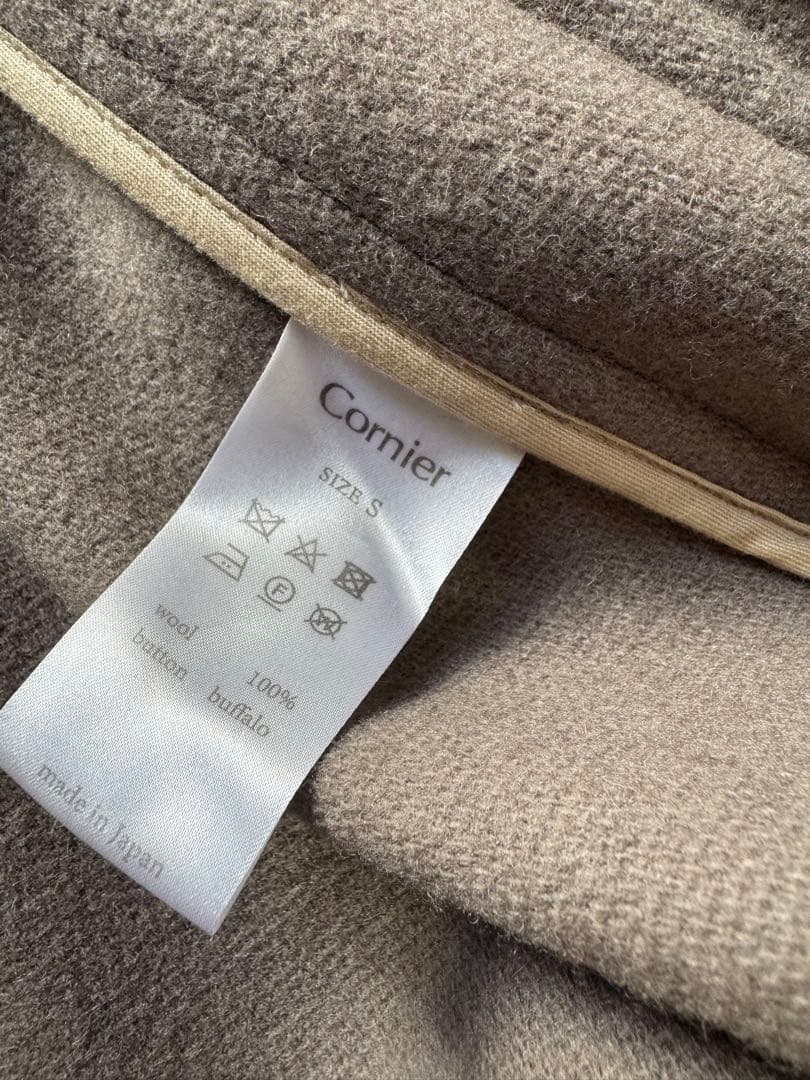 Cornier
SIZE S
F
W
wool 100%
button buffalo
made in Japan